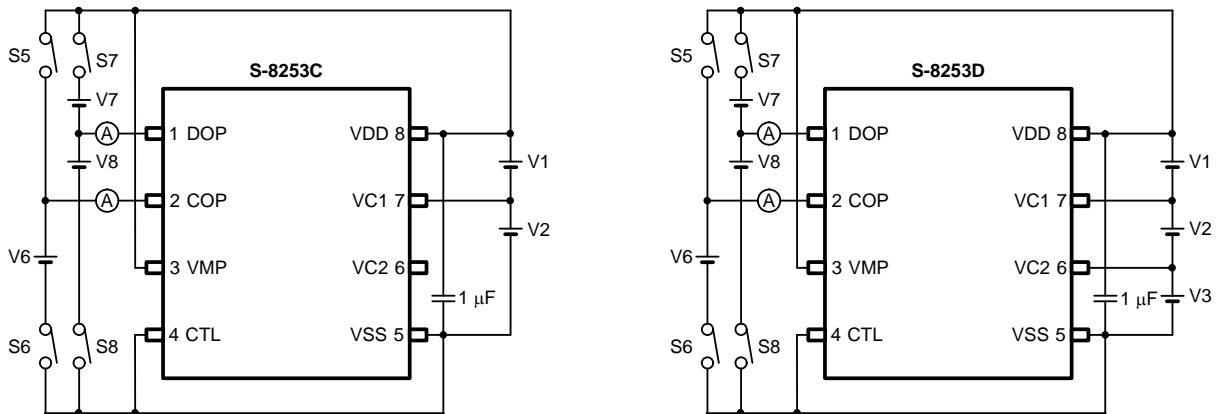 S-8253C
S5
S7
V7
A
1 DOP
VDD 8
V8
V1
A
2 COP
VC1 7
V2
V6
3 VMP
VC2 6
1 μF
4 CTL
VSS 5
S6
S8
S-8253D
S5
S7
V7
A
1 DOP
VDD 8
V8
V1
A
2 COP
VC1 7
V2
V6
3 VMP
VC2 6
1 μF
V3
4 CTL
VSS 5
S6
S8